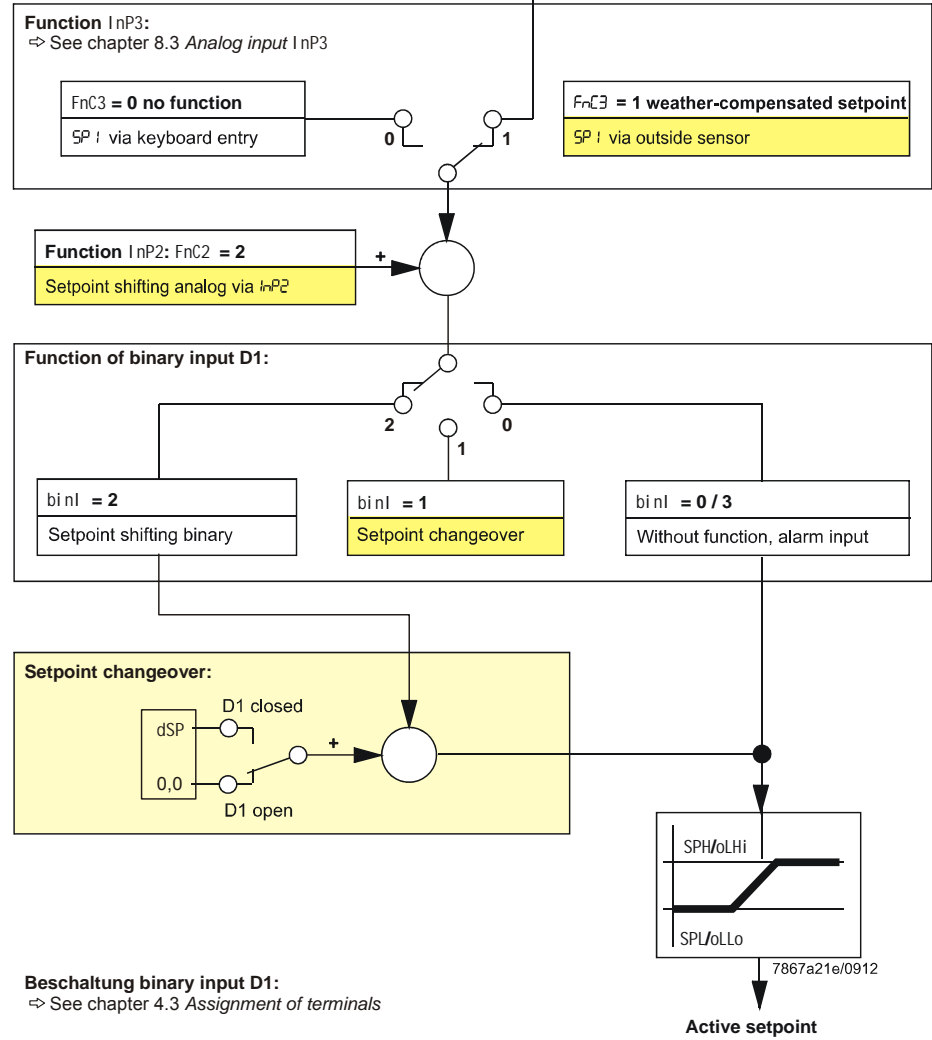 Function InP3:
⇨ See chapter 8.3 Analog input InP3
FnC3 = 0 no function
SP1 via keyboard entry
0
1
FnC3 = 1 weather-compensated setpoint
SP1 via outside sensor
Function InP2: FnC2 = 2
Setpoint shifting analog via InP2
+
Function of binary input D1:
2
1
0
binI = 2
Setpoint shifting binary
binI = 1
Setpoint changeover
binI = 0 / 3
Without function, alarm input
Setpoint changeover:
D1 closed
dSP
+
0,0
D1 open
SPH/oLHi
SPL/oLLo
7867a21e/0912
Beschaltung binary input D1:
⇨ See chapter 4.3 Assignment of terminals
Active setpoint